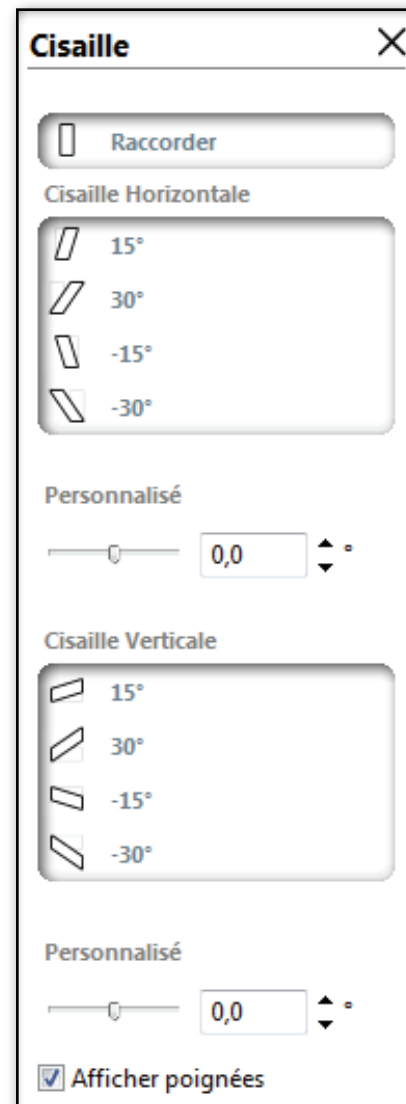 Cisaille
Raccorder
Cisaille Horizontale
15°
30°
-15°
-30°
Personnalisé
0,0 °
Cisaille Verticale
15°
30°
-15°
-30°
Personnalisé
0,0 °
Afficher poignées